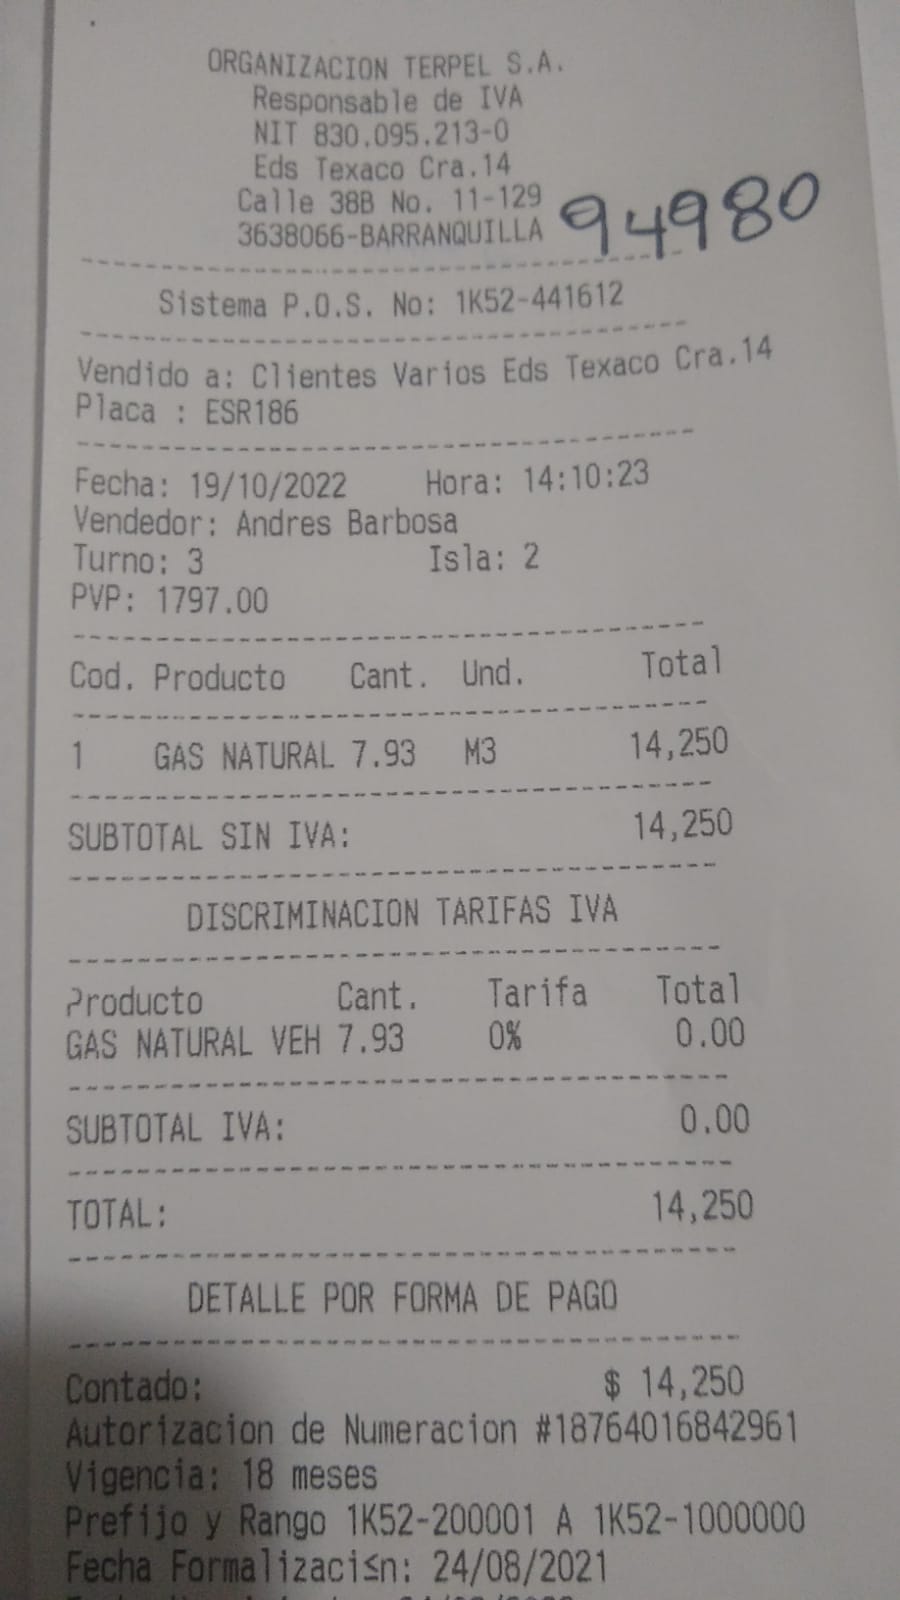 ORGANIZACION TERPEL S.A.
Responsable de IVA
NIT 830.095.213-0
Eds Texaco Cra.14
Calle 38B No. 11-129
3638066-BARRANQUILLA 94980
Sistema P.O.S. No: 1K52-441612
Vendido a: Clientes Varios Eds Texaco Cra.14
Placa : ESR186
Fecha: 19/10/2022 Hora: 14:10:23
Vendedor: Andres Barbosa
Turno: 3 Isla: 2
PVP: 1797.00
Cod. Producto Cant. Und. Total
1 GAS NATURAL 7.93 M3 14,250
SUBTOTAL SIN IVA: 14,250
DISCRIMINACION TARIFAS IVA
Producto Cant. Tarifa Total
GAS NATURAL VEH 7.93 0% 0.00
SUBTOTAL IVA: 0.00
TOTAL: 14,250
DETALLE POR FORMA DE PAGO
Contado: $ 14,250
Autorizacion de Numeracion #18764016842961
Vigencia: 18 meses
Prefijo y Rango 1K52-200001 A 1K52-1000000
Fecha Formalizaci≤n: 24/08/2021